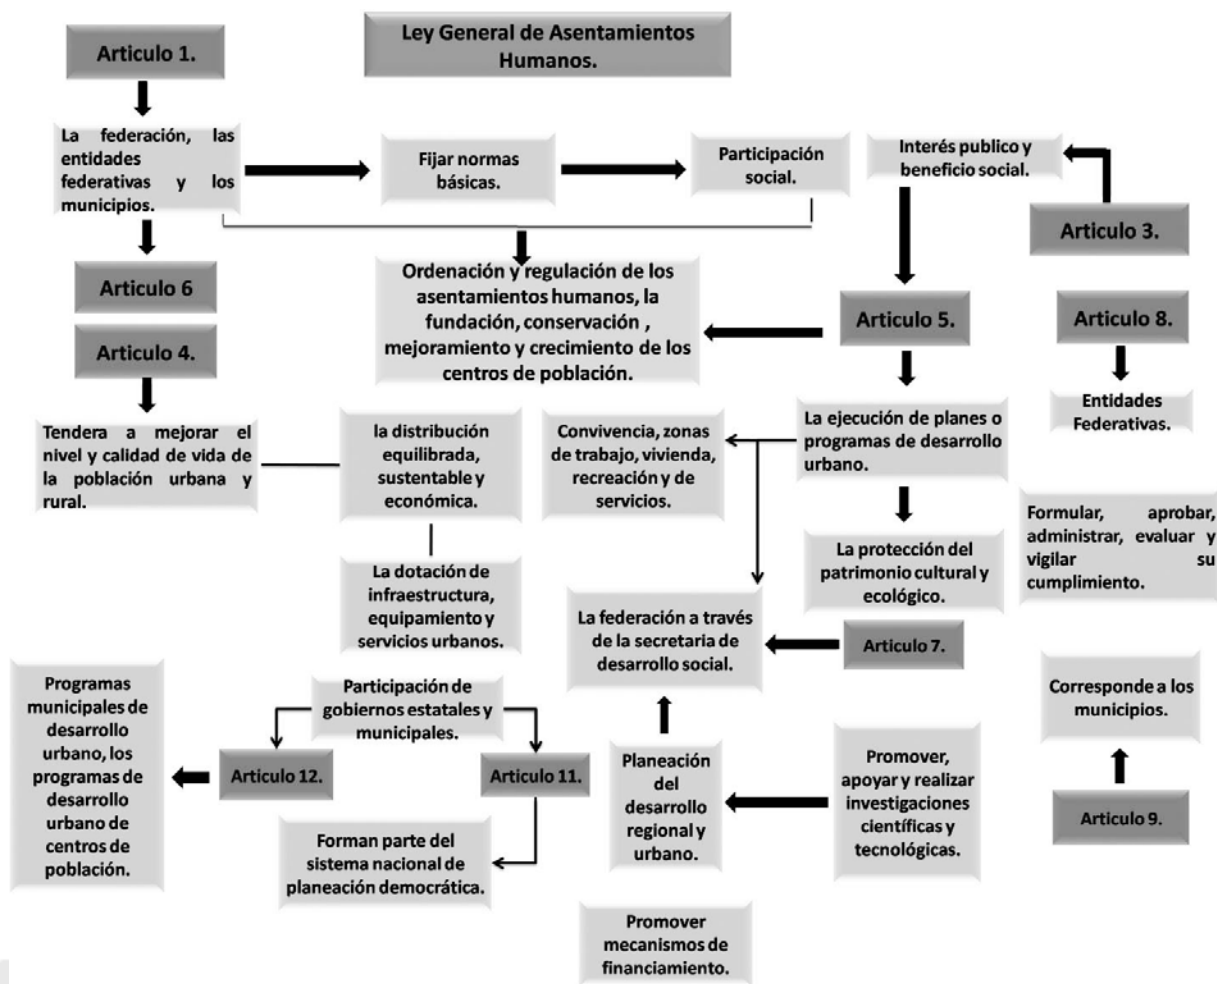 Ley General de Asentamientos
Humanos.
Articulo 1.
La federación, las
entidades
federativas y los
municipios.
Fijar normas
básicas.
Participación
social.
Interés publico y
beneficio social.
Articulo 3.
Articulo 6
Articulo 4.
Ordenación y regulación de los
asentamientos humanos, la
fundación, conservación ,
mejoramiento y crecimiento de los
centros de población.
Articulo 5.
Articulo 8.
Entidades
Federativas.
Tendera a mejorar el
nivel y calidad de vida de
la población urbana y
rural.
la distribución
equilibrada,
sustentable y
económica.
Convivencia, zonas
de trabajo, vivienda,
recreación y de
servicios.
La ejecución de planes o
programas de desarrollo
urbano.
Formular, aprobar,
administrar, evaluar y
vigilar su
cumplimiento.
La dotación de
infraestructura,
equipamiento y
servicios urbanos.
La protección del
patrimonio cultural y
ecológico.
La federación a través
de la secretaria de
desarrollo social.
Articulo 7.
Programas
municipales de
desarrollo
urbano, los
programas de
desarrollo
urbano de
centros de
población.
Participación de
gobiernos estatales y
municipales.
Articulo 12.
Articulo 11.
Forman parte del
sistema nacional de
planeación democrática.
Planeación
del
desarrollo
regional y
urbano.
Promover,
apoyar y realizar
investigaciones
científicas y
tecnológicas.
Corresponde a los
municipios.
Articulo 9.
Promover
mecanismos de
financiamiento.